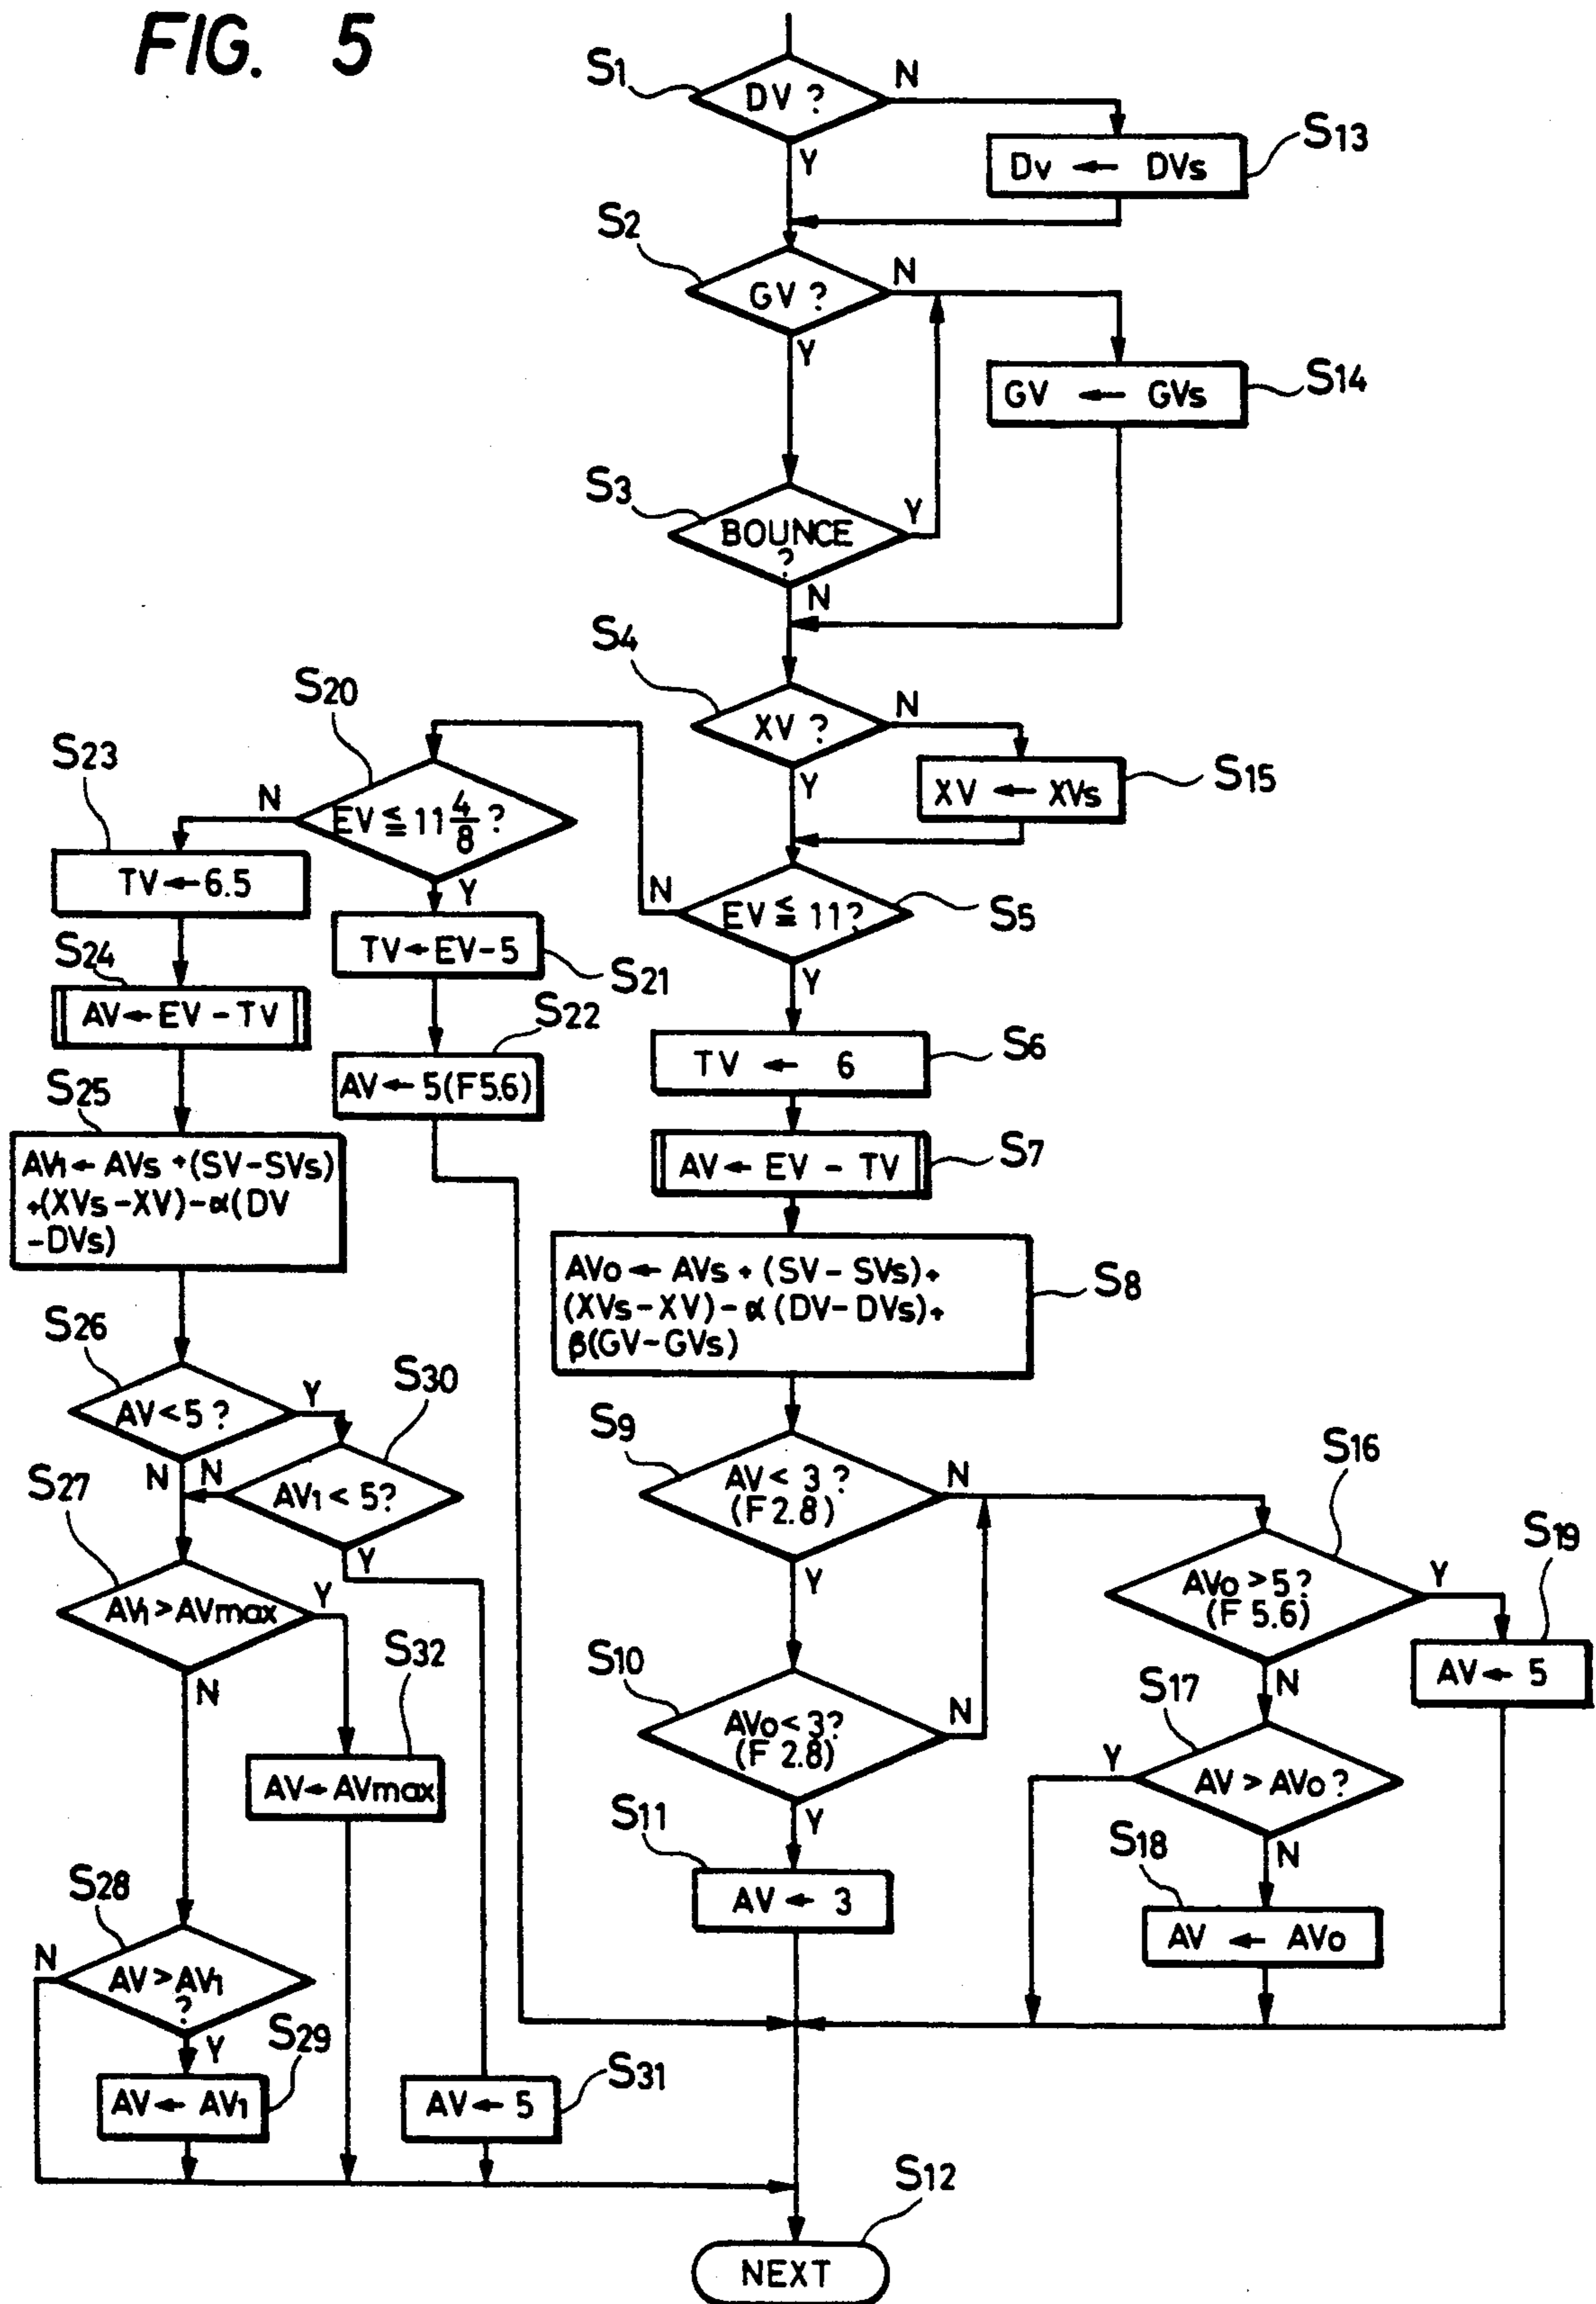 FIG. 5
S1
DV ?
N
Y
Dv ← DVs
S13
S2
GV ?
N
Y
GV ← GVs
S14
S3
BOUNCE
?
Y
N
S4
XV ?
N
Y
XV ← XVs
S15
S5
EV ≦ 11?
N
Y
S20
EV ≦ 11 4/8 ?
N
Y
S23
TV ← 6.5
S24
AV ← EV - TV
S21
TV ← EV - 5
S22
AV ← 5(F5.6)
S6
TV ← 6
S7
AV ← EV - TV
S25
AV1 ← AVs +(SV-SVs)
+(XVs-XV)-α(DV
-DVs)
S8
AVo ← AVs + (SV-SVs)+
(XVs-XV)-α(DV-DVs)+
β(GV-GVs)
S26
AV<5?
Y
N
S30
AV1 < 5?
N
Y
S27
AV1>AVmax
Y
N
S32
AV←AVmax
S28
AV>AV1
?
N
Y
S29
AV ← AV1
S31
AV ← 5
S9
AV < 3?
(F2.8)
N
Y
S10
AVo<3?
(F 2.8)
N
Y
S11
AV ← 3
S16
AVo >5?
(F 5.6)
Y
N
S19
AV ← 5
S17
AV > AVo ?
Y
N
S18
AV ← AVo
S12
NEXT